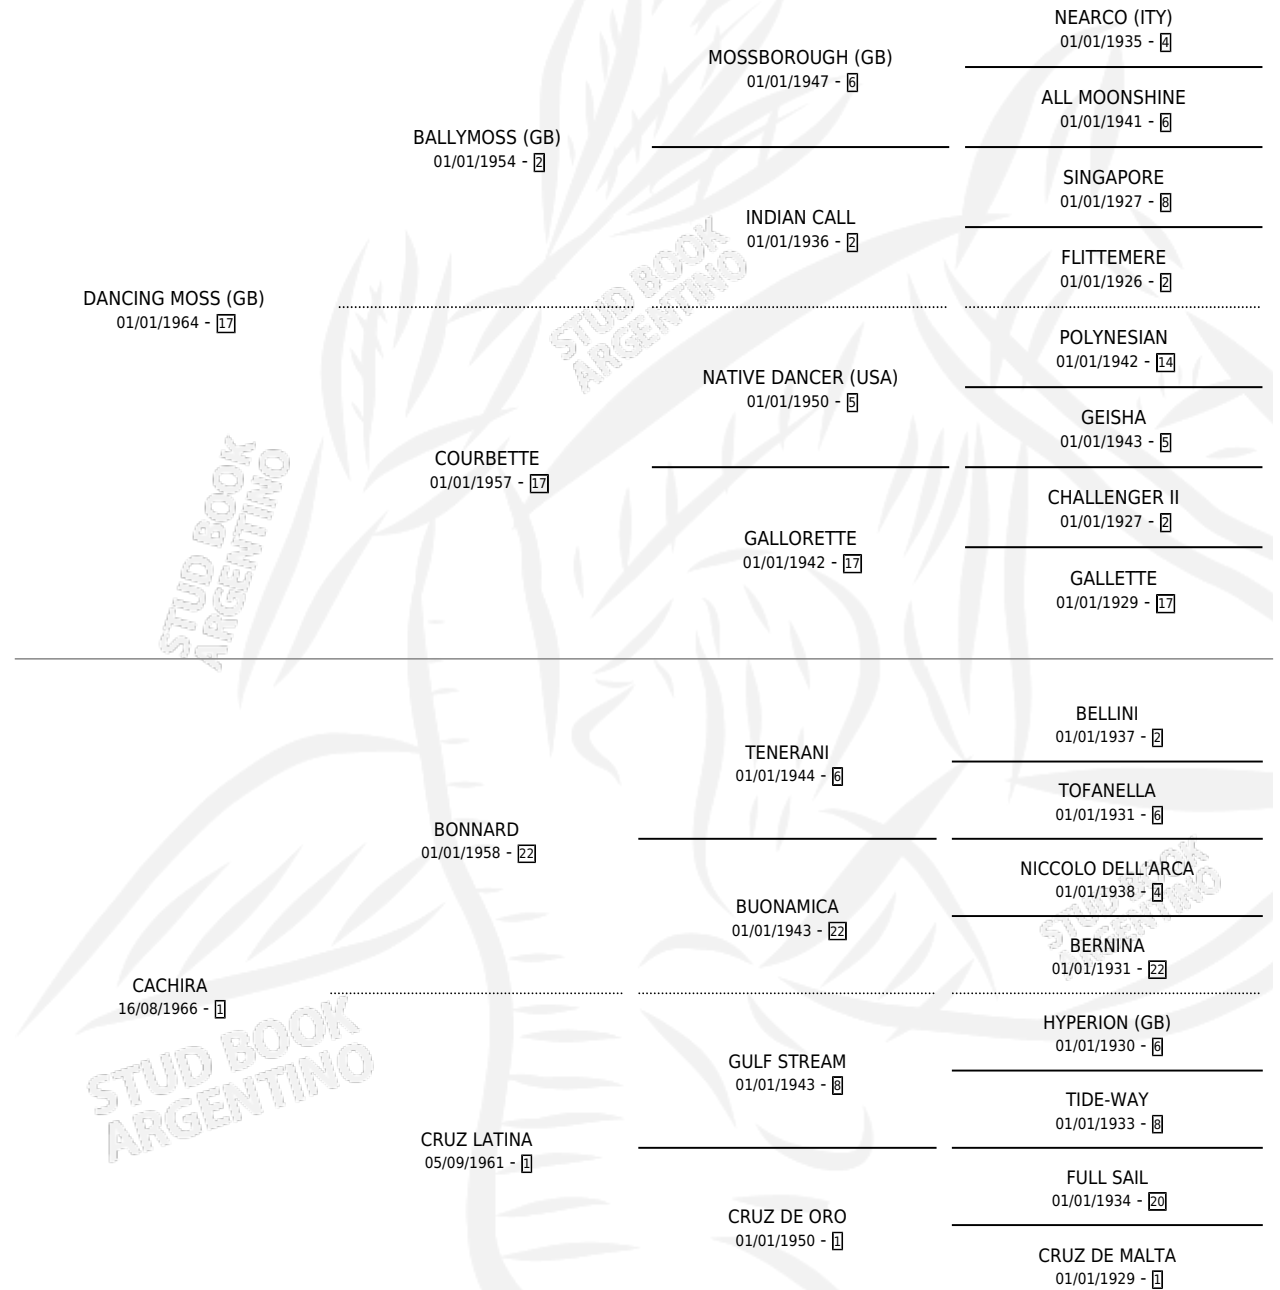 NEARCO (ITY)
01/01/1935 - 4
MOSSBOROUGH (GB)
01/01/1947 - 6
ALL MOONSHINE
01/01/1941 - 6
BALLYMOSS (GB)
01/01/1954 - 2
SINGAPORE
01/01/1927 - 8
INDIAN CALL
01/01/1936 - 2
FLITTEMERE
01/01/1926 - 2
DANCING MOSS (GB)
01/01/1964 - 17
POLYNESIAN
01/01/1942 - 14
NATIVE DANCER (USA)
01/01/1950 - 5
GEISHA
01/01/1943 - 5
COURBETTE
01/01/1957 - 17
CHALLENGER II
01/01/1927 - 2
GALLORETTE
01/01/1942 - 17
GALLETTE
01/01/1929 - 17
STUD BOOK
ARGENTINO
STUD BOOK
ARGENTINO
BELLINI
01/01/1937 - 2
TENERANI
01/01/1944 - 6
TOFANELLA
01/01/1931 - 6
BONNARD
01/01/1958 - 22
NICCOLO DELL'ARCA
01/01/1938 - 4
BUONAMICA
01/01/1943 - 22
BERNINA
01/01/1931 - 22
STUD BOOK
ARGENTINO
CACHIRA
16/08/1966 - 1
HYPERION (GB)
01/01/1930 - 6
GULF STREAM
01/01/1943 - 8
TIDE-WAY
01/01/1933 - 8
STUD BOOK
ARGENTINO
CRUZ LATINA
05/09/1961 - 1
FULL SAIL
01/01/1934 - 20
CRUZ DE ORO
01/01/1950 - 1
CRUZ DE MALTA
01/01/1929 - 1